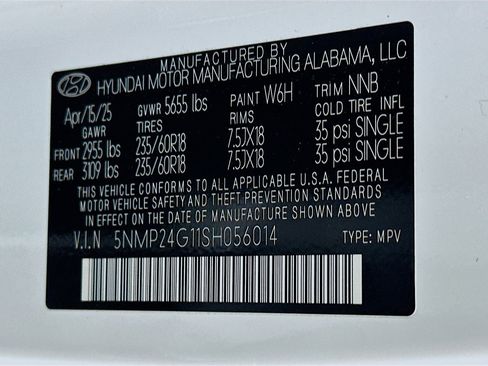 MANUFACTURED BY
HYUNDAI MOTOR MANUFACTURING ALABAMA, LLC
Apr/15/25 GVWR 5655 lbs PAINT W6H TRIM NNB
GAWR TIRES RIMS COLD TIRE INFL
FRONT 2955 lbs 235/60R18 7.5JX18 35 psi SINGLE
REAR 3109 lbs 235/60R18 7.5JX18 35 psi SINGLE
THIS VEHICLE CONFORMS TO ALL APPLICABLE U.S.A. FEDERAL
MOTOR VEHICLE SAFETY AND THEFT PREVENTION STANDARDS
IN EFFECT ON THE DATE OF MANUFACTURE SHOWN ABOVE.
V.I.N 5NMP24G11SH056014 TYPE: MPV